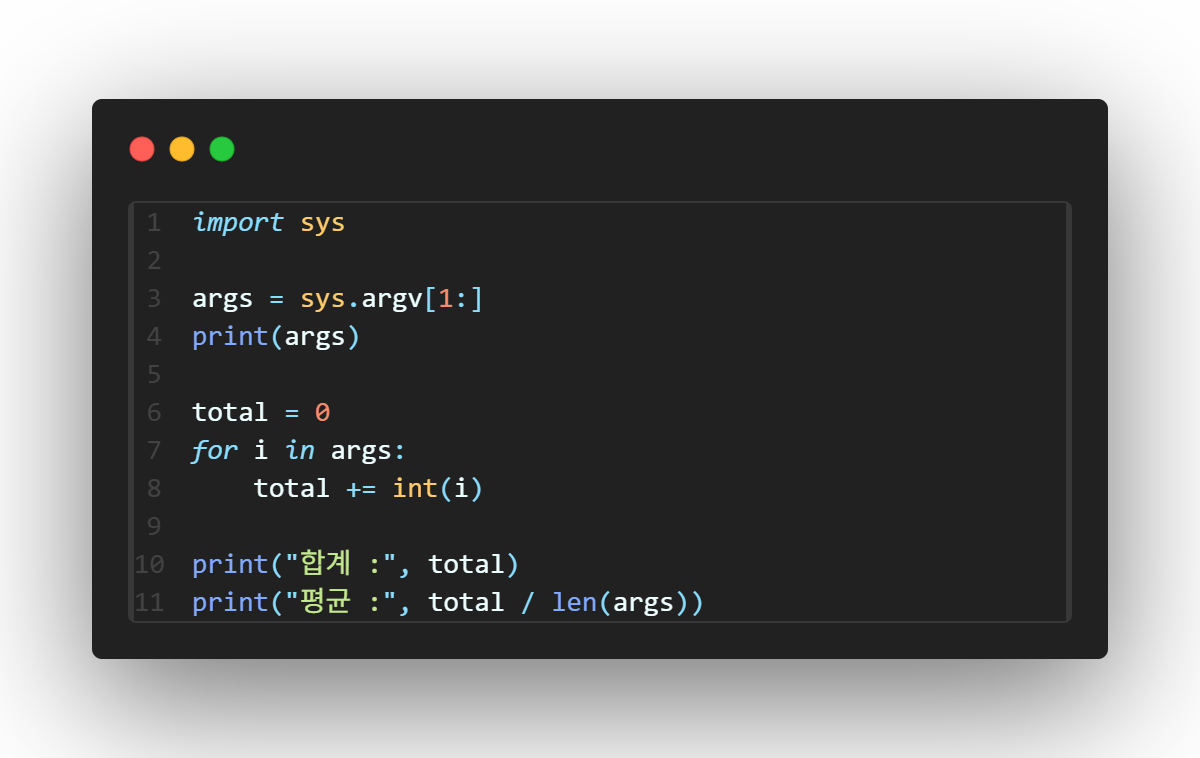 1 import sys
2
3 args = sys.argv[1:]
4 print(args)
5
6 total = 0
7 for i in args:
8     total += int(i)
9
10 print("합계 :", total)
11 print("평균 :", total / len(args))